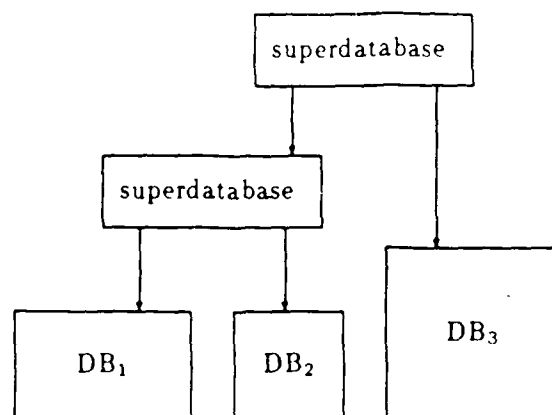 superdatabase
superdatabase
DB₃
DB₁
DB₂